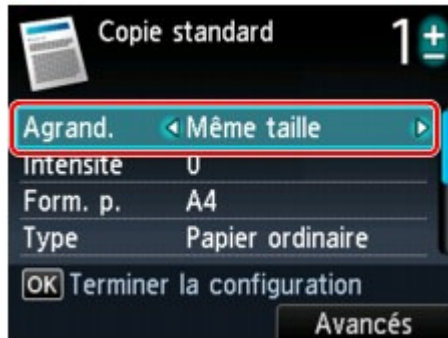 Copie standard 1
Agrand. Même taille
Intensité 0
Form. p. A4
Type Papier ordinaire
OK Terminer la configuration
Avancés